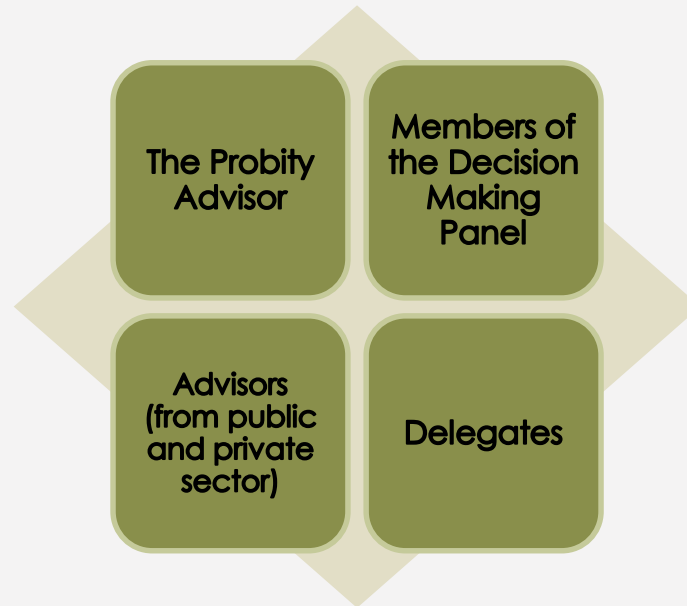 The Probity
Advisor
Members of
the Decision
Making
Panel
Advisors
(from public
and private
sector)
Delegates